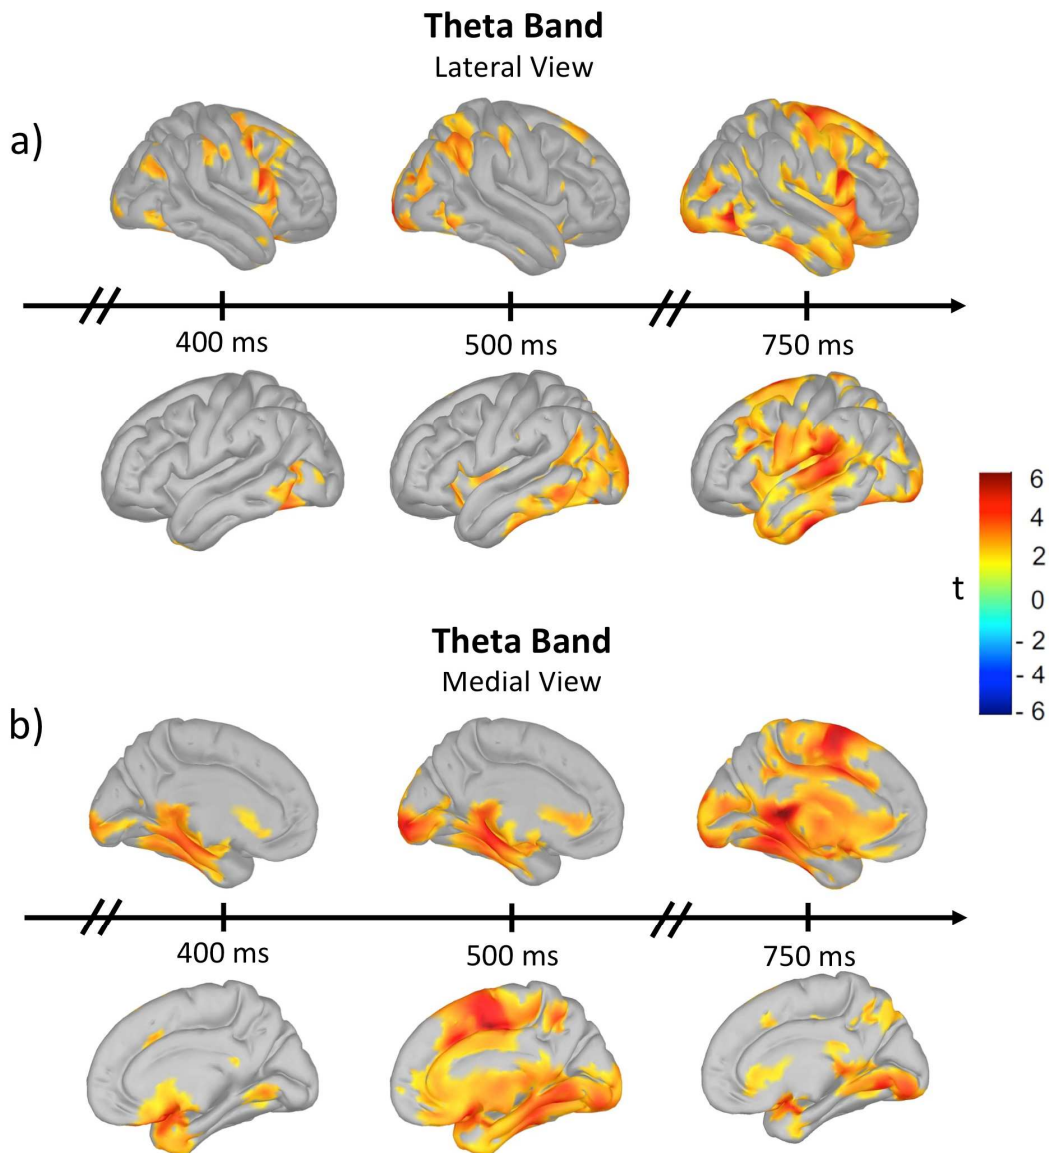 Theta Band
Lateral View
a)
400 ms
500 ms
750 ms
6
4
2
t
0
- 2
- 4
- 6
Theta Band
Medial View
b)
400 ms
500 ms
750 ms